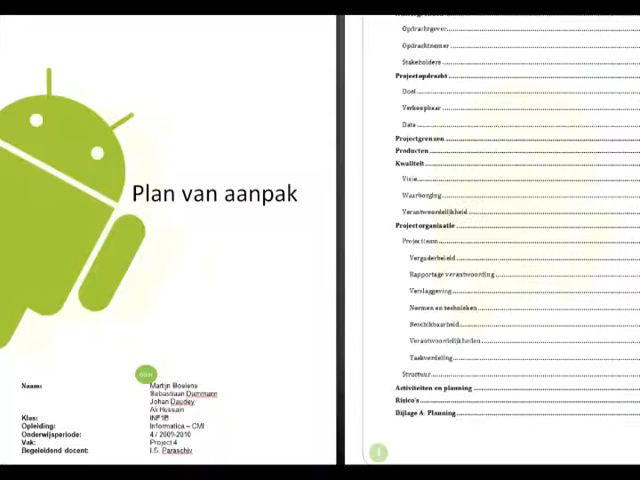 Plan van aanpak
Naam: Martijn Boelens
Sebastiaan Dammann
Johan Daudey
Ali Hussain
Klas: INF1B
Opleiding: Informatica – CMI
Onderwijsperiode: 4 / 2009-2010
Vak: Project 4
Begeleidend docent: I.S. Paraschiv
Opdrachtgever
Opdrachtnemer
Stakeholders
Projectopdracht
Doel
Verkoopbaar
Data
Projectgrenzen
Producten
Kwaliteit
Visie
Waarborging
Verantwoordelijkheid
Projectorganisatie
Projectteam
Vergaderbeleid
Rapportage verantwoording
Verslaggeving
Normen en technieken
Beschikbaarheid
Verantwoordelijkheden
Taakverdeling
Structuur
Activiteiten en planning
Risico's
Bijlage A. Planning